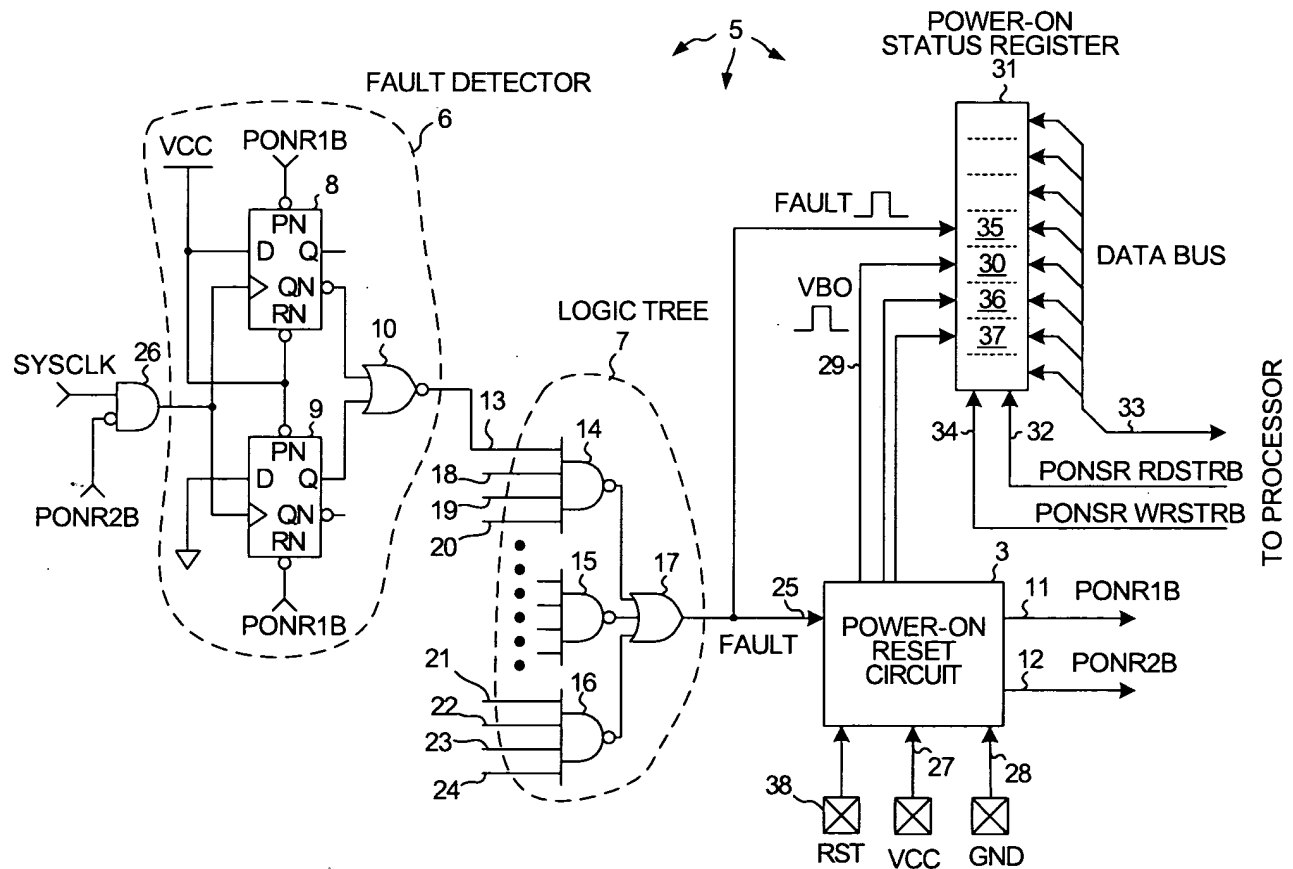 5
POWER-ON
STATUS REGISTER
31
FAULT DETECTOR
6
VCC
PONR1B
8
PN
D Q
QN
RN
10
SYSCLK
26
9
PN
D Q
QN
RN
PONR2B
PONR1B
FAULT
VBO
29
35
30
36
37
DATA BUS
33
34
32
PONSR RDSTRB
PONSR WRSTRB
TO PROCESSOR
LOGIC TREE
7
13
14
18
19
20
15
17
16
21
22
23
24
25
FAULT
3
POWER-ON
RESET
CIRCUIT
11
PONR1B
12
PONR2B
38
27
28
RST
VCC
GND